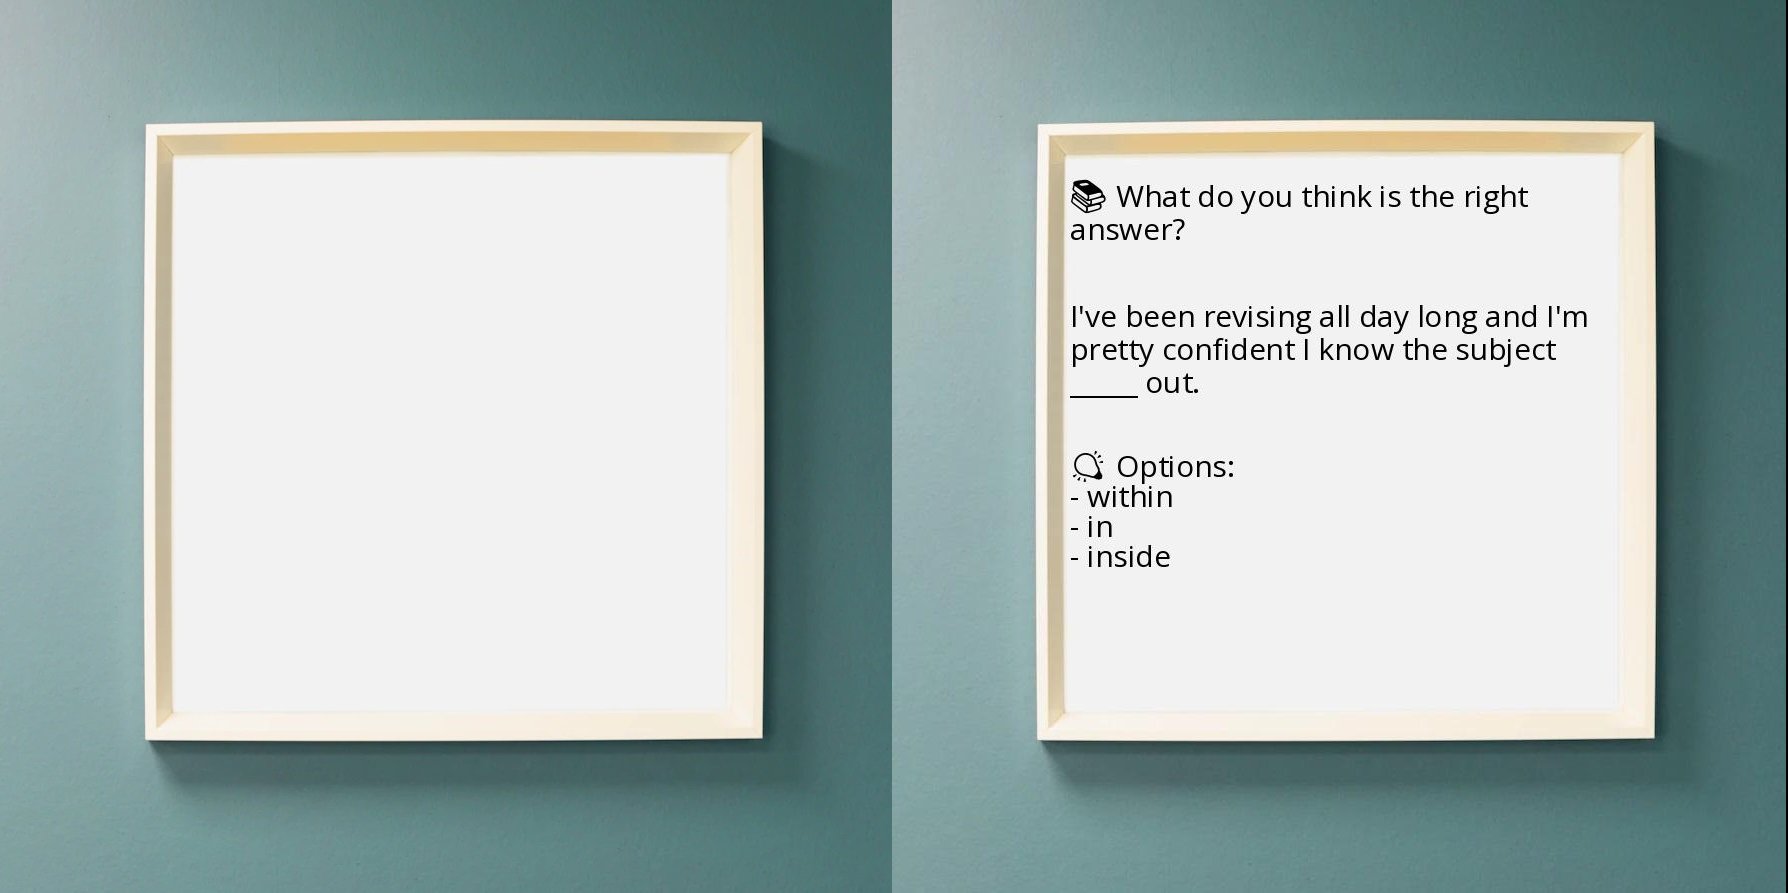 📚 What do you think is the right
answer?
I've been revising all day long and I'm
pretty confident I know the subject
_____ out.
💡 Options:
- within
- in
- inside